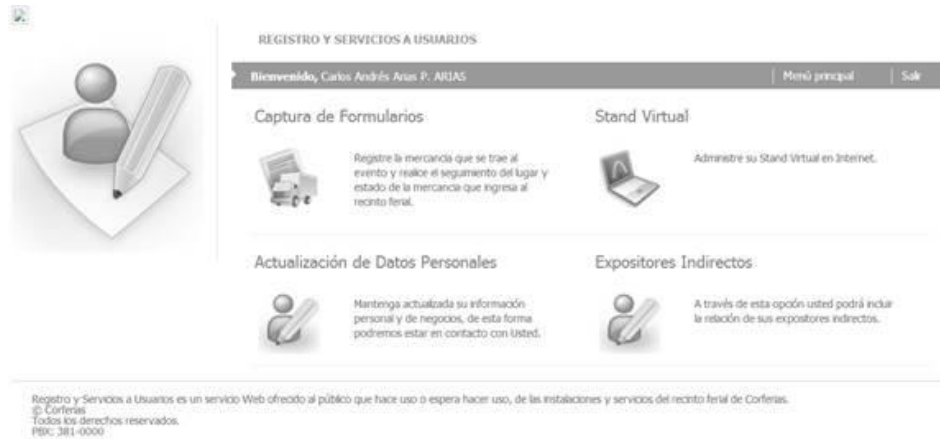 REGISTRO Y SERVICIOS A USUARIOS
Bienvenido, Carlos Andrés Arias P. ARIAS
Menú principal
Salir
Captura de Formularios
Registre la mercancia que se trae al
evento y realice el seguimiento del lugar y
estado de la mercancia que ingresa al
recinto ferial.
Stand Virtual
Administre su Stand Virtual en Internet.
Actualización de Datos Personales
Mantenga actualizada su información
personal y de negocios, de esta forma
podremos estar en contacto con Usted.
Expositores Indirectos
A través de esta opción usted podrá incluir
la relación de sus expositores indirectos.
Registro y Servicios a Usuarios es un servicio Web ofrecido al público que hace uso o espera hacer uso, de las instalaciones y servicios del recinto ferial de Corferias.
© Corferias
Todos los derechos reservados.
PBX: 381-0000